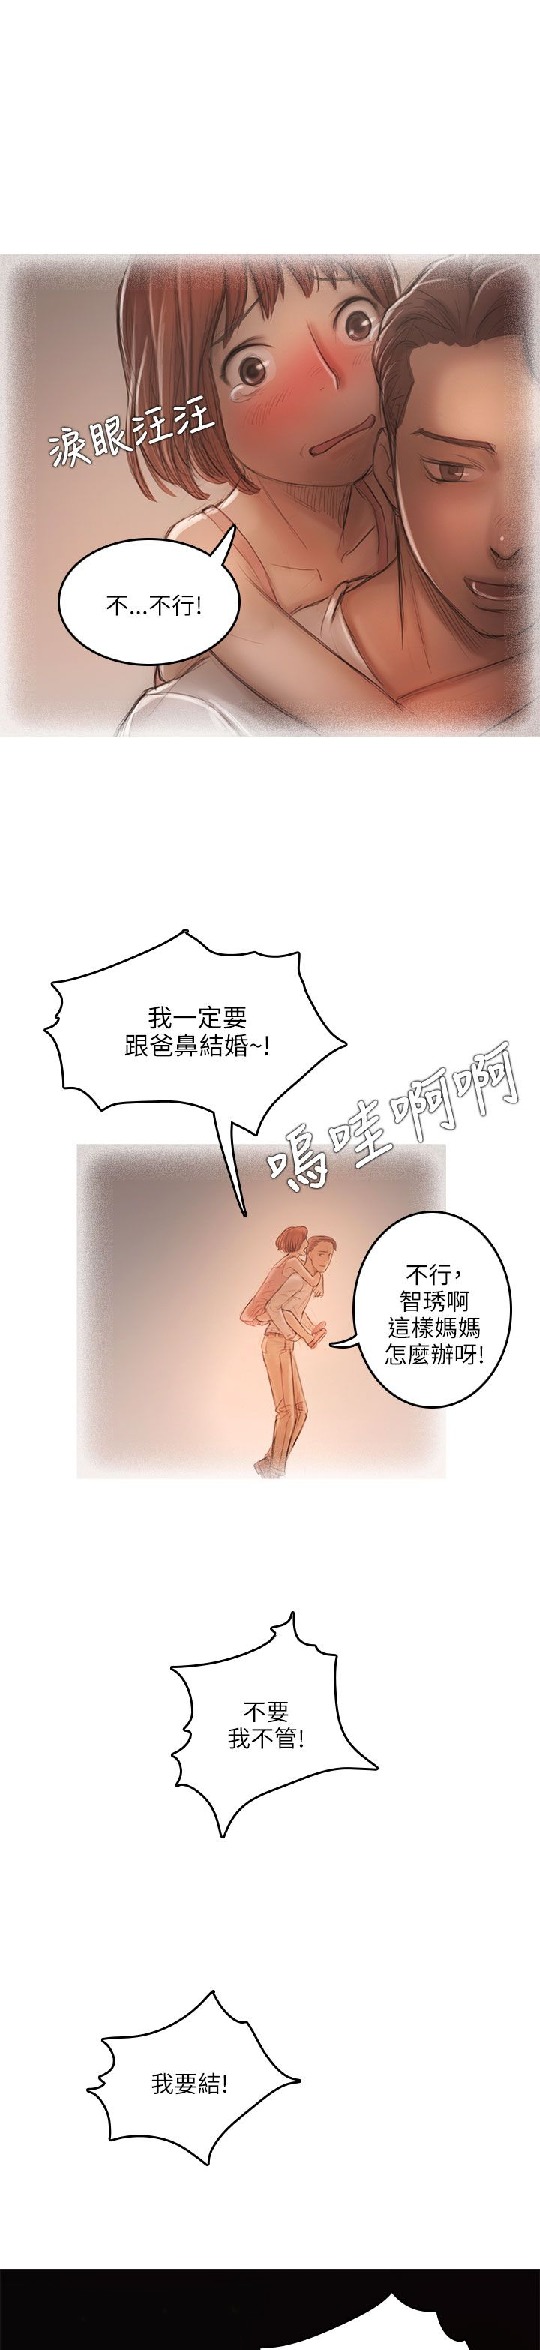 淚眼汪汪
不...不行!
我一定要
跟爸鼻結婚~!
嗚哇啊啊
不行,
智琇啊
這樣媽媽
怎麼辦呀!
不要
我不管!
我要結!